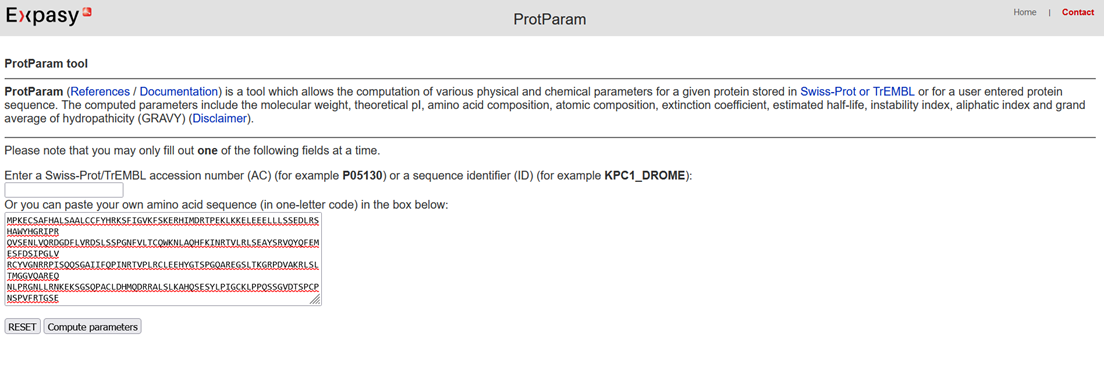 Expasy
ProtParam
Home | Contact
ProtParam tool
ProtParam (References / Documentation) is a tool which allows the computation of various physical and chemical parameters for a given protein stored in Swiss-Prot or TrEMBL or for a user entered protein
sequence. The computed parameters include the molecular weight, theoretical pI, amino acid composition, atomic composition, extinction coefficient, estimated half-life, instability index, aliphatic index and grand
average of hydropathicity (GRAVY) (Disclaimer).
Please note that you may only fill out one of the following fields at a time.
Enter a Swiss-Prot/TrEMBL accession number (AC) (for example P05130) or a sequence identifier (ID) (for example KPC1_DROME):
Or you can paste your own amino acid sequence (in one-letter code) in the box below:
MPKECSAFHALSAALCCFYHRKSFIGVKFSKERHIMDRTPEKLKKELEEELLLSSEDLRS
HAWYHGRIPR
QVSENLVQRDGDFLVRDSLSSPGNFVLTCQWKNLAQHFKINRTVLRLSEAYSRVQYQFEM
ESFDSIPGLV
RCYVGNRRPISQQSGAIIFQPINRTVPLRCLEEHYGTSPGQAREGSLTKGRPDVAKRLSL
TMGGVQAREQ
NLPRGNLLRNKEKSGSQPACLDHMQDRRALSLKAHQSESYLPIGCKLPPQSSGVDTSPCP
NSPVFRTGSE
RESET
Compute parameters